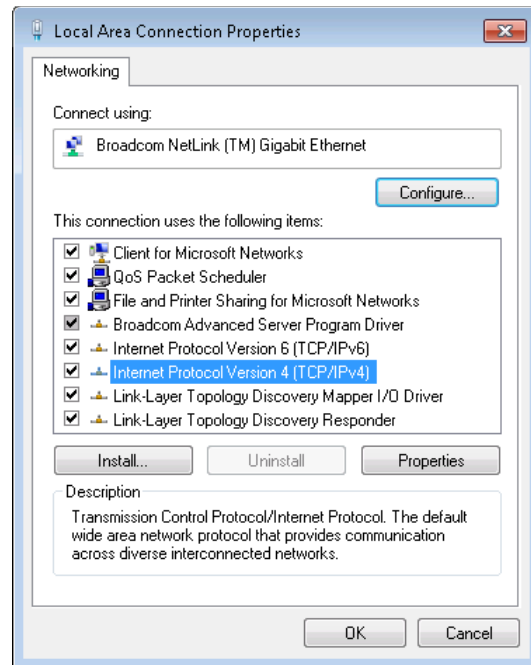 Local Area Connection Properties
Networking
Connect using:
Broadcom NetLink (TM) Gigabit Ethernet
Configure...
This connection uses the following items:
Client for Microsoft Networks
QoS Packet Scheduler
File and Printer Sharing for Microsoft Networks
Broadcom Advanced Server Program Driver
Internet Protocol Version 6 (TCP/IPv6)
Internet Protocol Version 4 (TCP/IPv4)
Link-Layer Topology Discovery Mapper I/O Driver
Link-Layer Topology Discovery Responder
Install... Uninstall Properties
Description
Transmission Control Protocol/Internet Protocol. The default
wide area network protocol that provides communication
across diverse interconnected networks.
OK Cancel